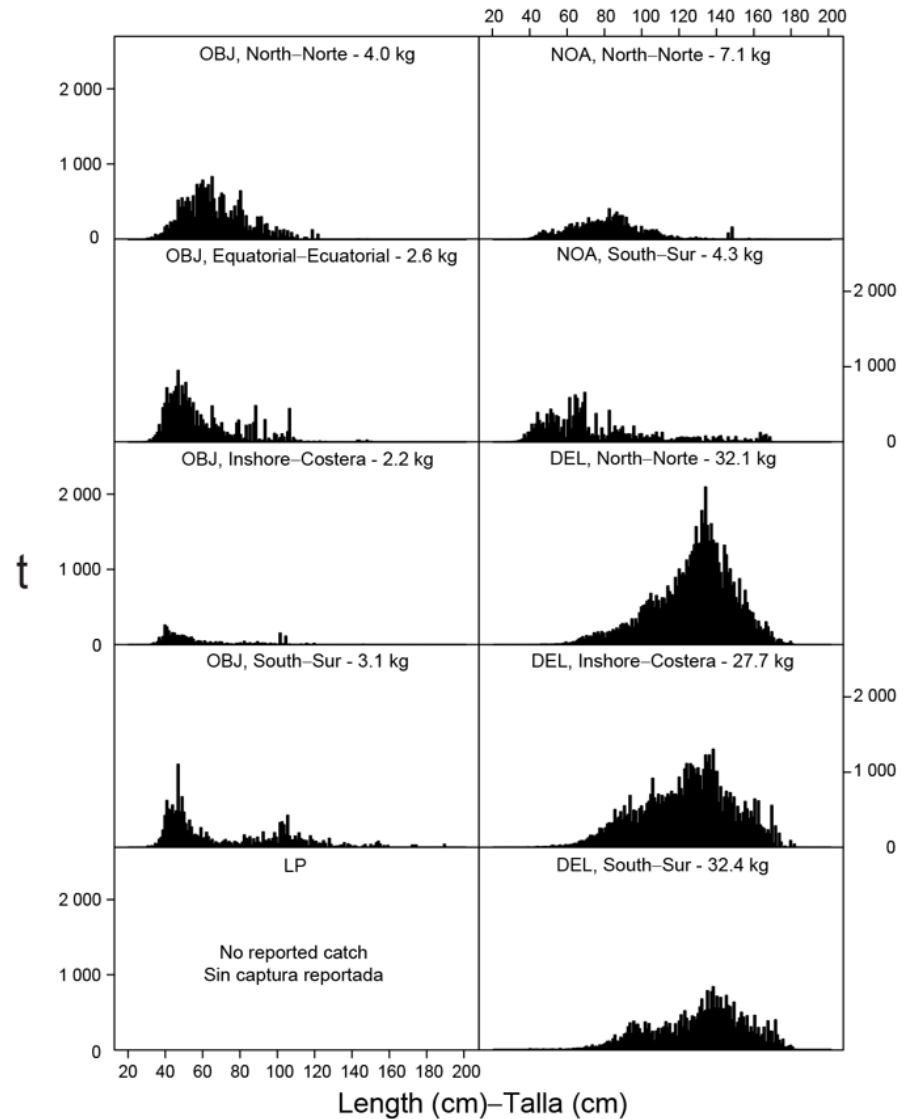 20 40 60 80 100 120 140 160 180 200
OBJ, North–Norte - 4.0 kg
NOA, North–Norte - 7.1 kg
2 000
1 000
0
OBJ, Equatorial–Ecuatorial - 2.6 kg
NOA, South–Sur - 4.3 kg
2 000
1 000
0
OBJ, Inshore–Costera - 2.2 kg
DEL, North–Norte - 32.1 kg
2 000
1 000
0
t
OBJ, South–Sur - 3.1 kg
DEL, Inshore–Costera - 27.7 kg
2 000
1 000
0
LP
DEL, South–Sur - 32.4 kg
2 000
1 000
0
No reported catch
Sin captura reportada
20 40 60 80 100 120 140 160 180 200
Length (cm)–Talla (cm)